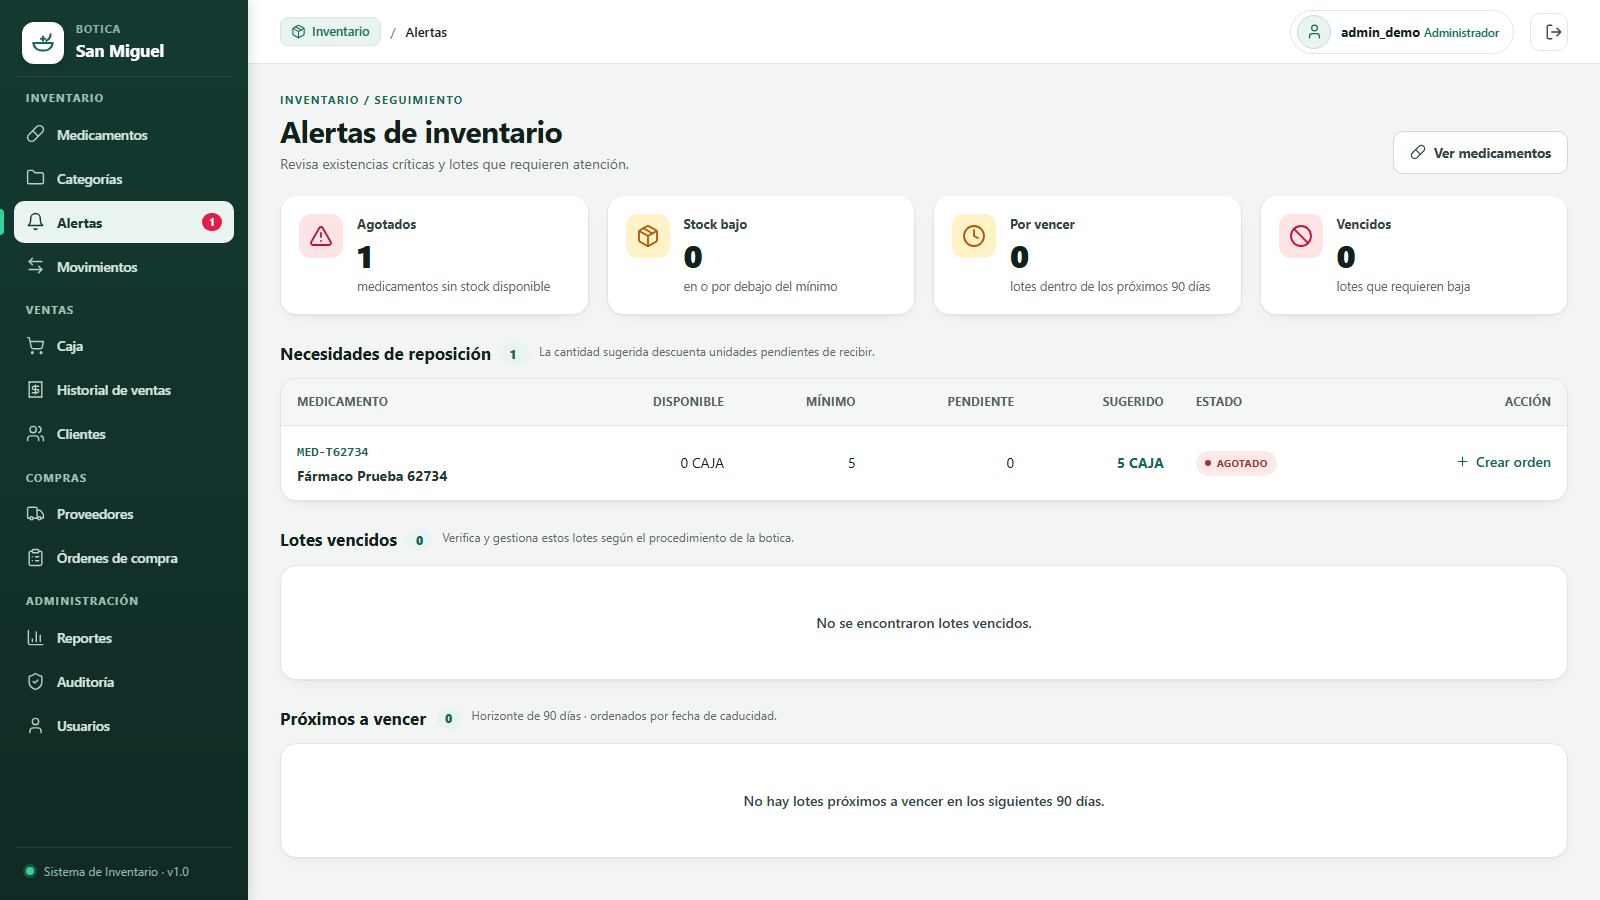 BOTICA
San Miguel
INVENTARIO
Medicamentos
Categorías
Alertas 1
Movimientos
VENTAS
Caja
Historial de ventas
Clientes
COMPRAS
Proveedores
Órdenes de compra
ADMINISTRACIÓN
Reportes
Auditoría
Usuarios
Sistema de Inventario · v1.0
Inventario / Alertas
admin_demo Administrador
INVENTARIO / SEGUIMIENTO
Alertas de inventario
Revisa existencias críticas y lotes que requieren atención.
Ver medicamentos
Agotados
1
medicamentos sin stock disponible
Stock bajo
0
en o por debajo del mínimo
Por vencer
0
lotes dentro de los próximos 90 días
Vencidos
0
lotes que requieren baja
Necesidades de reposición 1 La cantidad sugerida descuenta unidades pendientes de recibir.
MEDICAMENTO DISPONIBLE MÍNIMO PENDIENTE SUGERIDO ESTADO ACCIÓN
MED-T62734
Fármaco Prueba 62734
0 CAJA 5 0 5 CAJA AGOTADO + Crear orden
Lotes vencidos 0 Verifica y gestiona estos lotes según el procedimiento de la botica.
No se encontraron lotes vencidos.
Próximos a vencer 0 Horizonte de 90 días · ordenados por fecha de caducidad.
No hay lotes próximos a vencer en los siguientes 90 días.